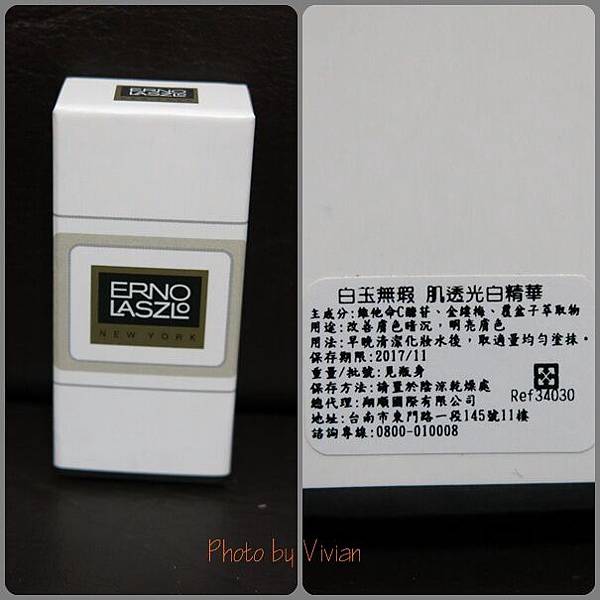 ERNO
LASZLO
ERNO
LASZLO
NEW YORK
白玉無瑕 肌透光白精華
主成分:維他命C醣苷、金縷梅、覆盆子萃取物
用途:改善膚色暗沉，明亮膚色
用法:早晚清潔化妝水後，取適量均勻塗抹。
保存期限:2017/11
重量/批號:見瓶身
保存方法:請置於陰涼乾燥處
Ref34030
總代理:翔順國際有限公司
地址:台南市東門路一段145號11樓
諮詢專線:0800-010008
Photo by Vivian